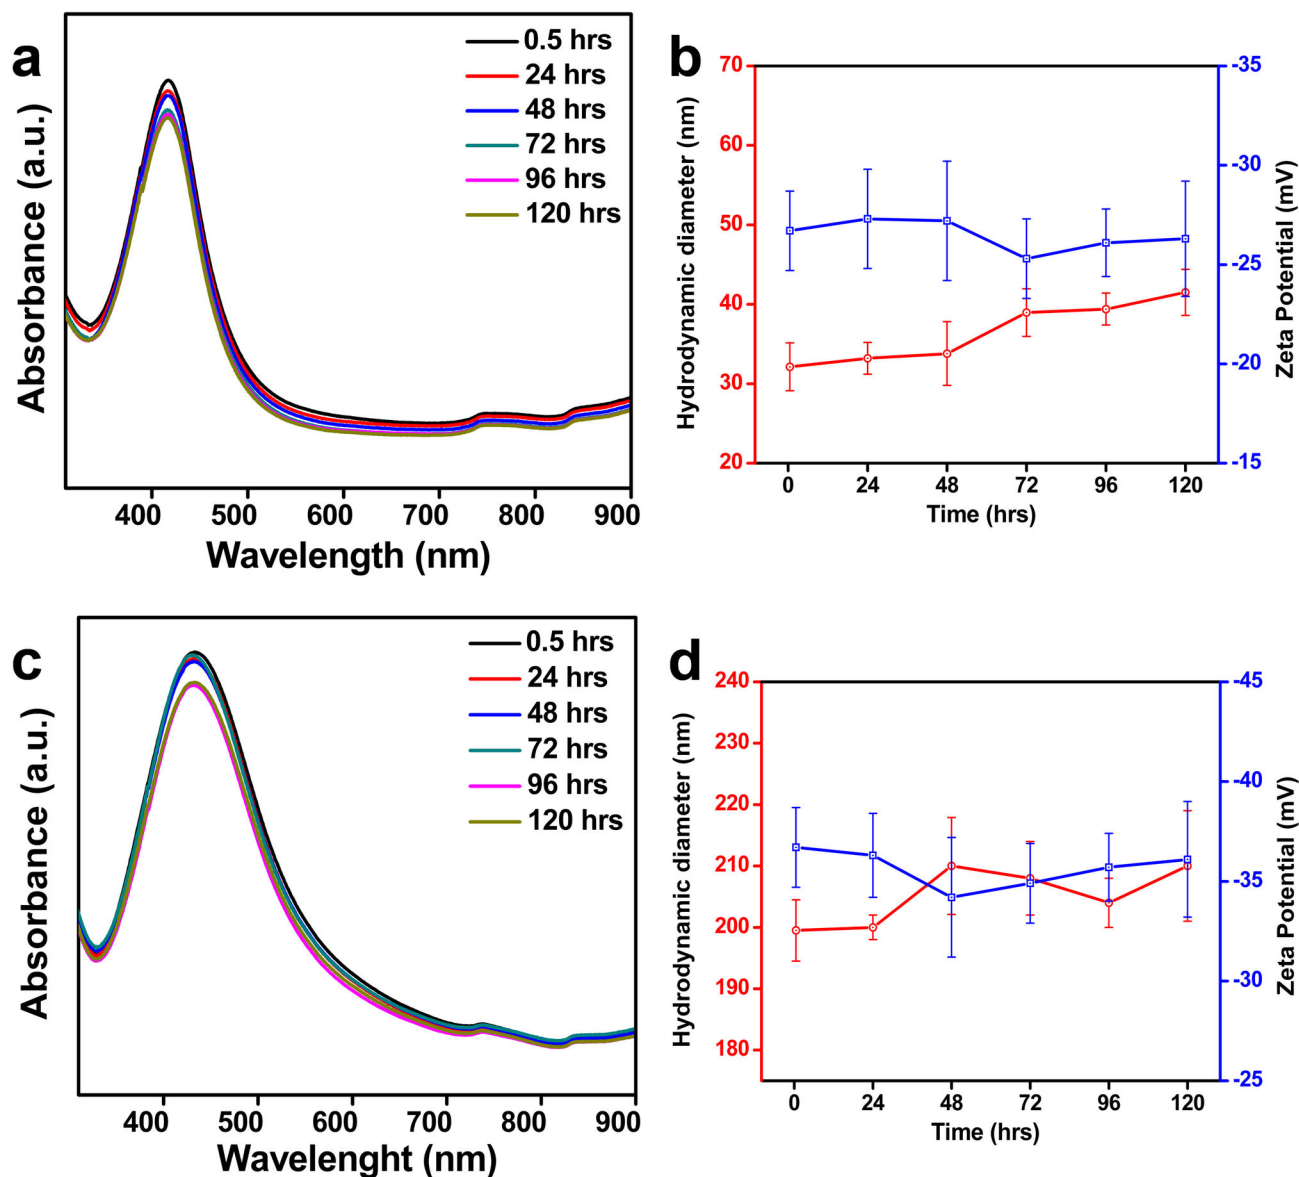 a
0.5 hrs
24 hrs
48 hrs
72 hrs
96 hrs
120 hrs
Absorbance (a.u.)
400 500 600 700 800 900
Wavelength (nm)
b
70
60
50
40
30
20
Hydrodynamic diameter (nm)
-35
-30
-25
-20
-15
Zeta Potential (mV)
0 24 48 72 96 120
Time (hrs)
c
0.5 hrs
24 hrs
48 hrs
72 hrs
96 hrs
120 hrs
Absorbance (a.u.)
400 500 600 700 800 900
Wavelenght (nm)
d
240
230
220
210
200
190
180
Hydrodynamic diameter (nm)
-45
-40
-35
-30
-25
Zeta Potential (mV)
0 24 48 72 96 120
Time (hrs)